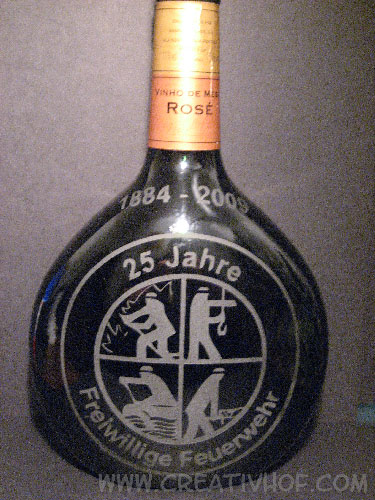 VINHO DE MESA
ROSÉ
1884 - 2009
25 Jahre
Freiwillige Feuerwehr
WWW.CREATIVHOF.COM